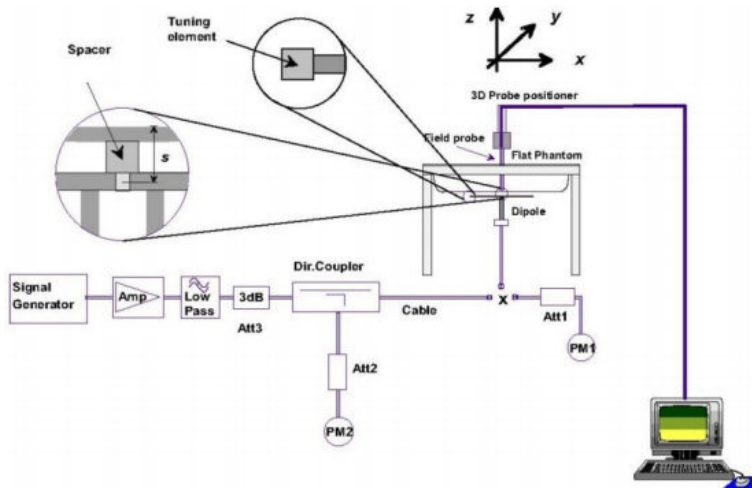 Tuning
element
Spacer
s
z
y
x
3D Probe positioner
Field probe
Flat Phantom
Dipole
Signal
Generator
Amp
Low
Pass
3dB
Att3
Dir.Coupler
Cable
x
Att1
PM1
Att2
PM2